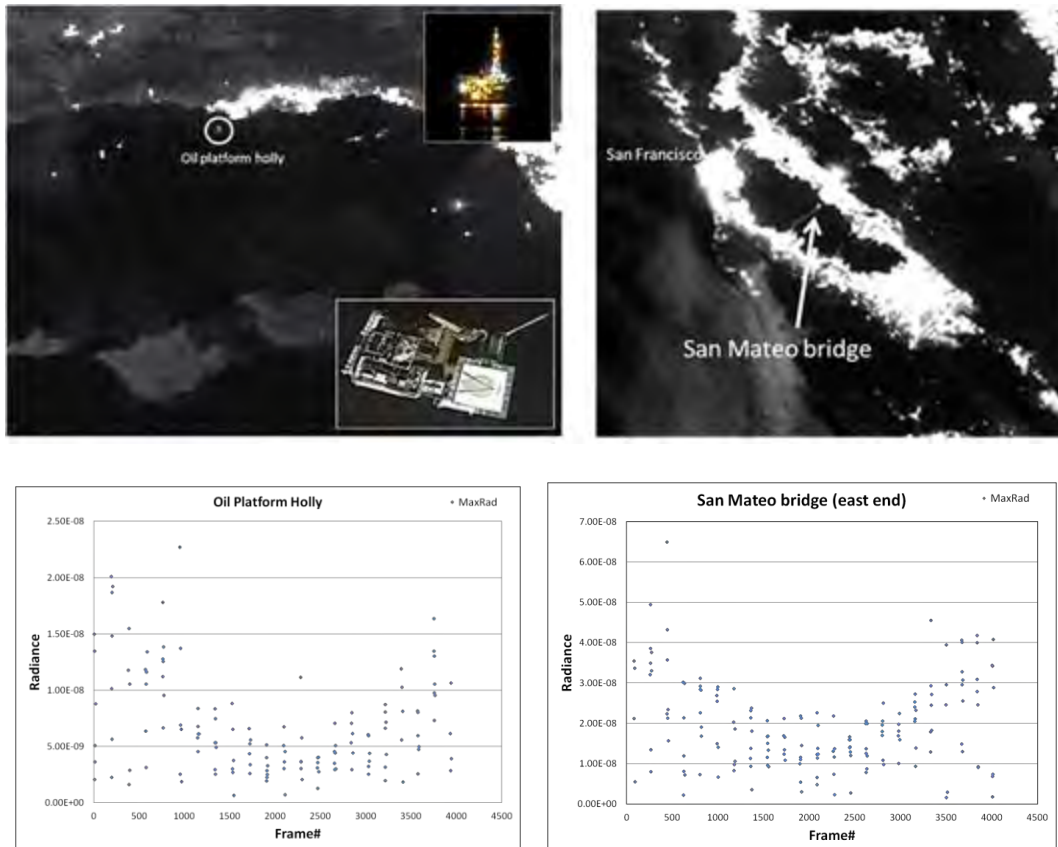 Oil platform holly
San Francisco
San Mateo bridge
Oil Platform Holly
MaxRad
2.50E-08
2.00E-08
1.50E-08
1.00E-08
5.00E-09
0.00E+00
Radiance
0 500 1000 1500 2000 2500 3000 3500 4000 4500
Frame#
San Mateo bridge (east end)
MaxRad
7.00E-08
6.00E-08
5.00E-08
4.00E-08
3.00E-08
2.00E-08
1.00E-08
0.00E+00
Radiance
0 500 1000 1500 2000 2500 3000 3500 4000 4500
Frame#